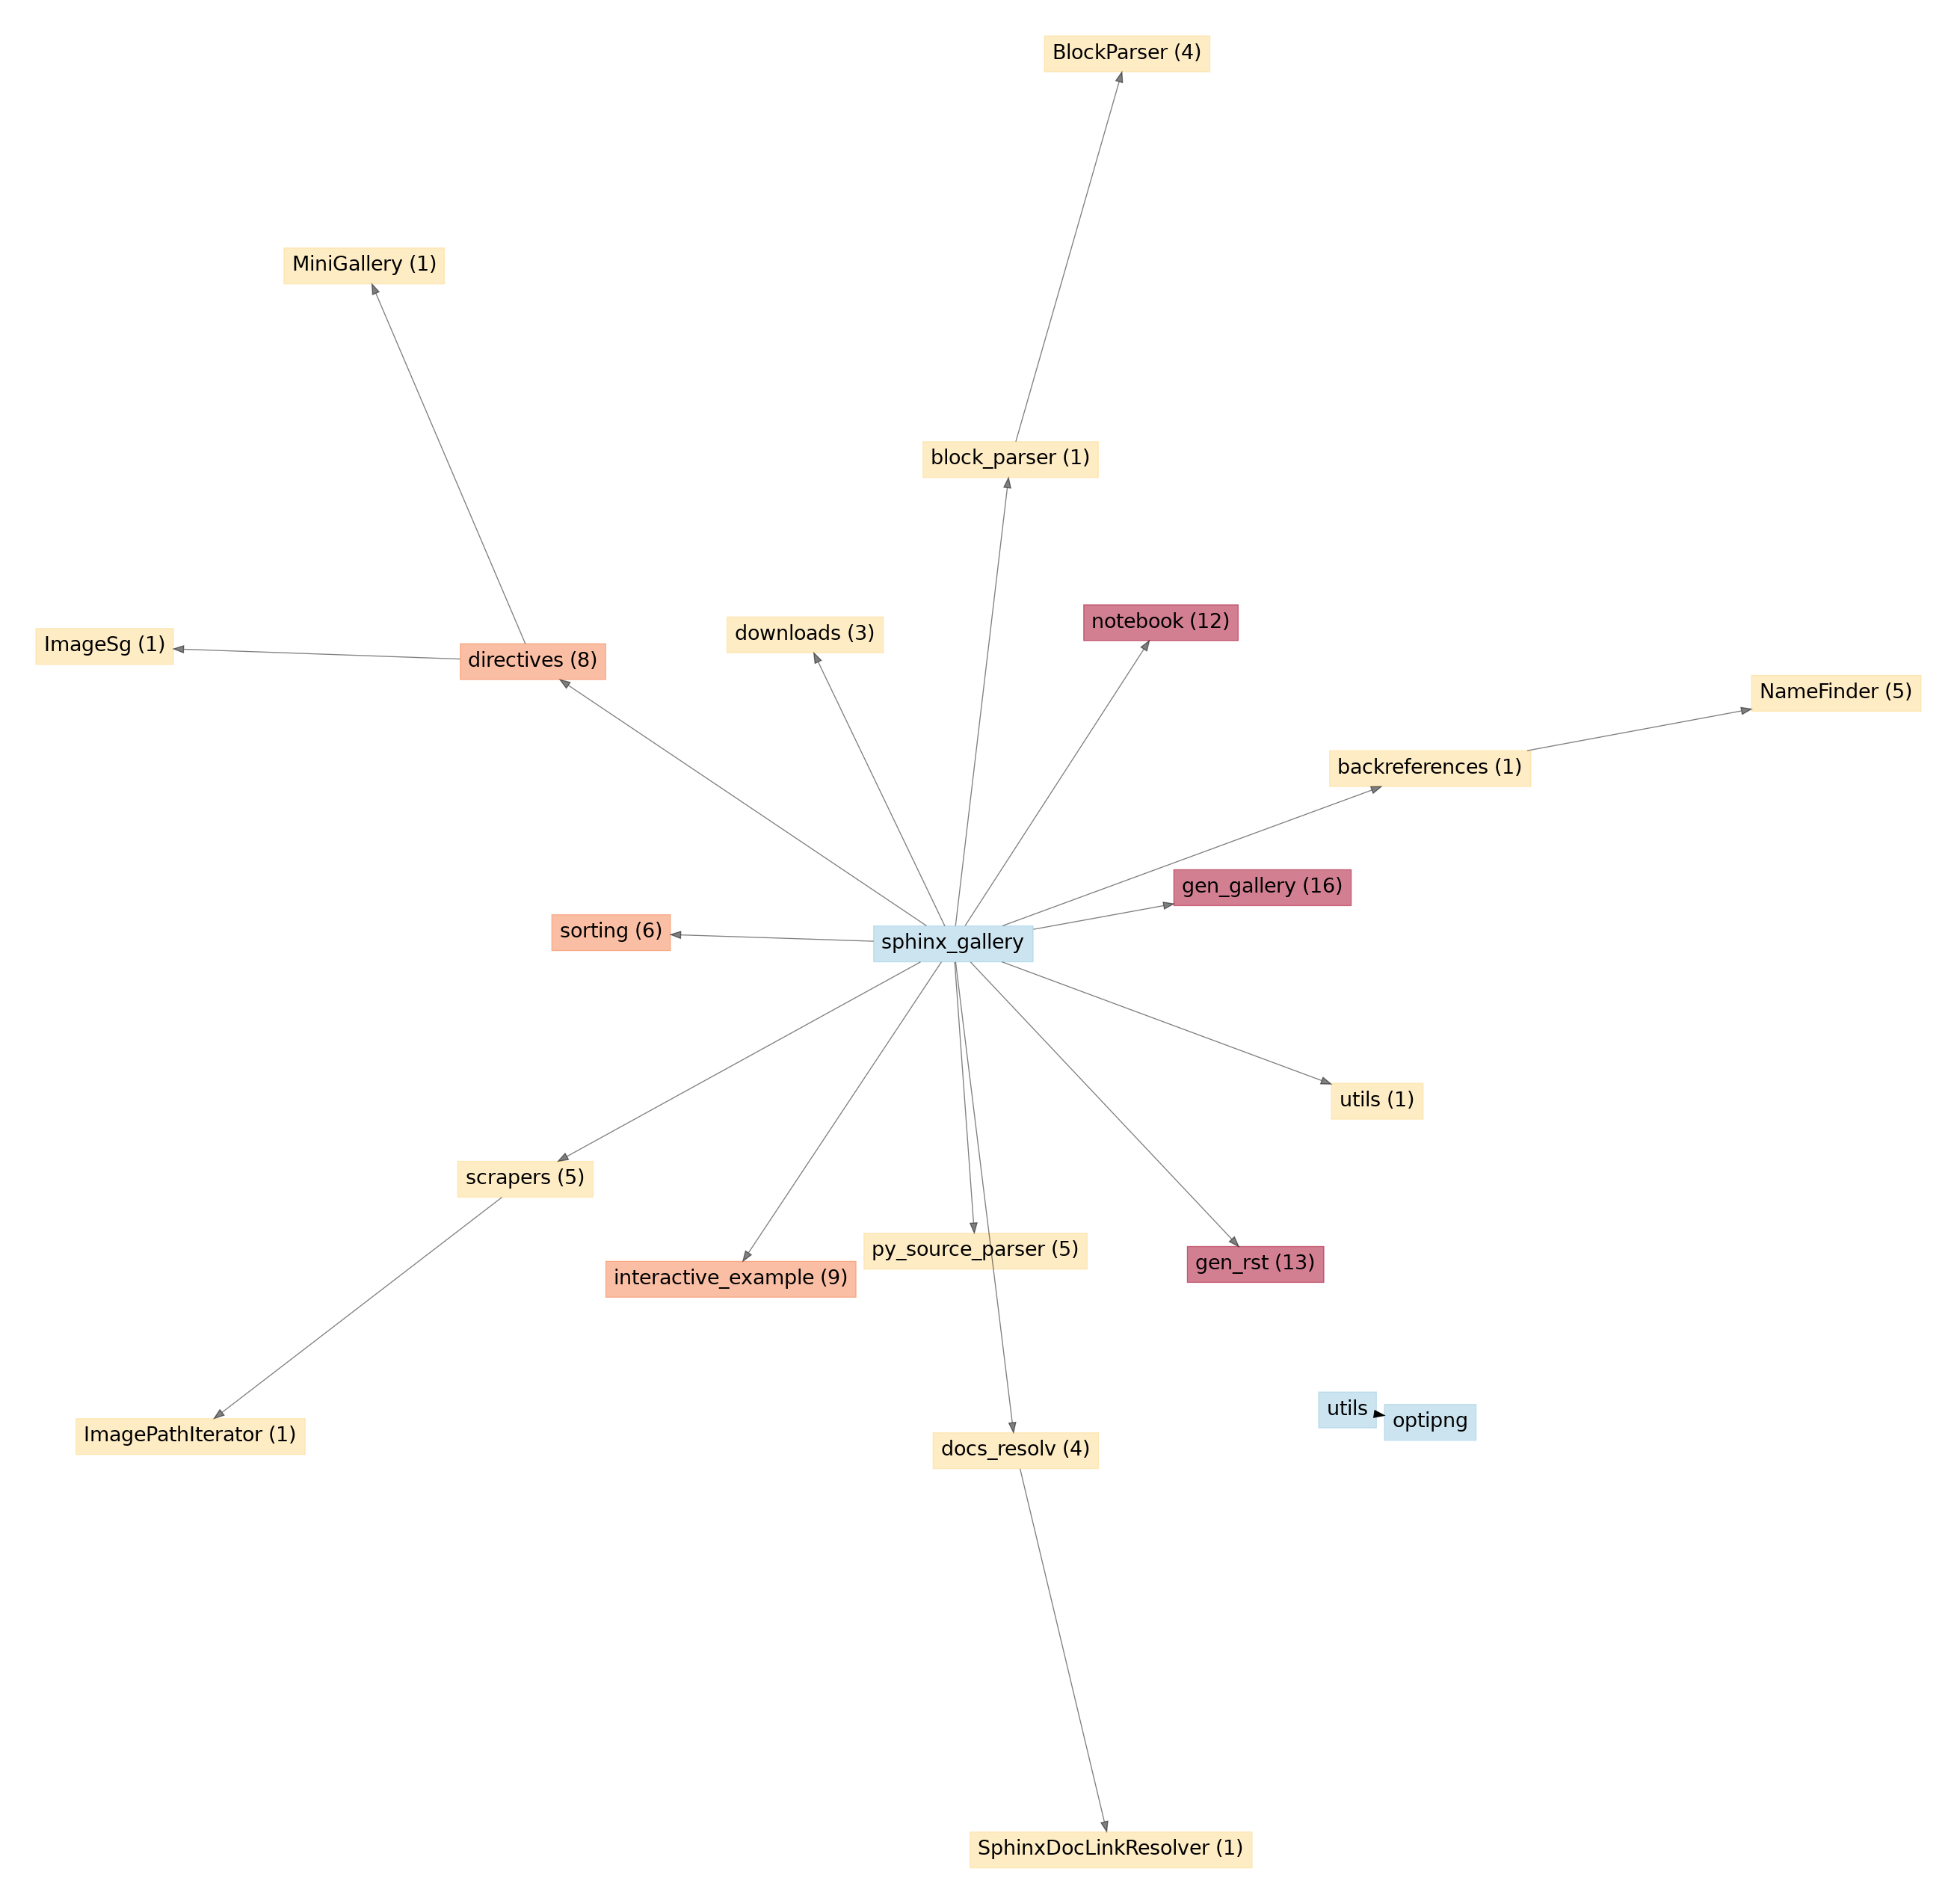 BlockParser (4)
MiniGallery (1)
block_parser (1)
notebook (12)
downloads (3)
ImageSg (1)
directives (8)
NameFinder (5)
backreferences (1)
gen_gallery (16)
sorting (6)
sphinx_gallery
utils (1)
scrapers (5)
py_source_parser (5)
gen_rst (13)
interactive_example (9)
utils
optipng
ImagePathIterator (1)
docs_resolv (4)
SphinxDocLinkResolver (1)